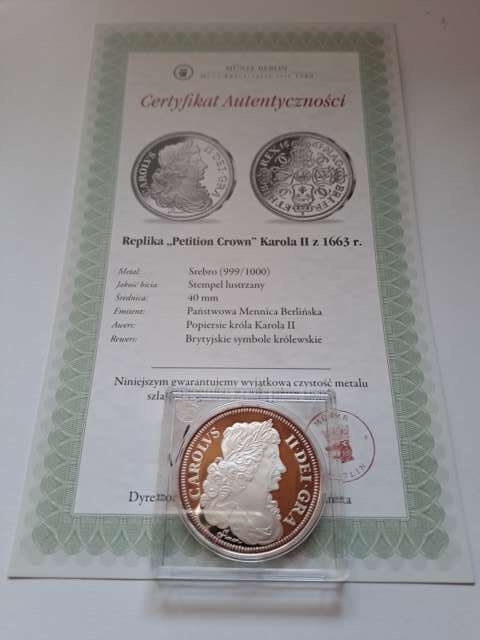 MÜNZE BERLIN
Certyfikat Autentyczności
CAROLVS II·DEI·GRA
REX
Replika „Petition Crown” Karola II z 1663 r.
Metal: Srebro (999/1000)
Jakość bicia: Stempel lustrzany
Średnica: 40 mm
Emitent: Państwowa Mennica Berlińska
Awers: Popiersie króla Karola II
Rewers: Brytyjskie symbole królewskie
Niniejszym gwarantujemy wyjątkową czystość metalu
CAROLVS II·DEI·GRA